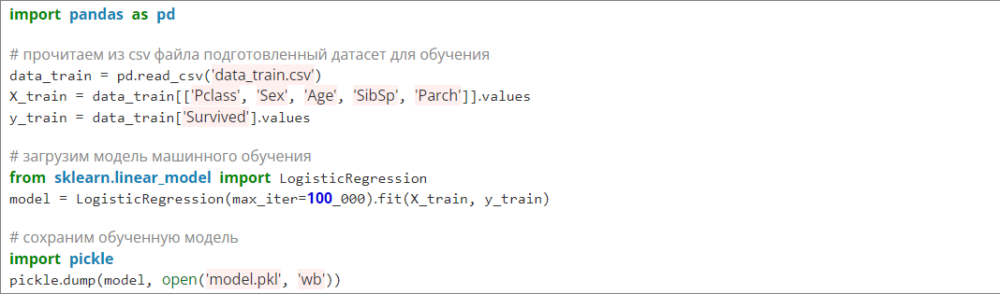 import pandas as pd
# прочитаем из csv файла подготовленный датасет для обучения
data_train = pd.read_csv('data_train.csv')
X_train = data_train[['Pclass', 'Sex', 'Age', 'SibSp', 'Parch']].values
y_train = data_train['Survived'].values
# загрузим модель машинного обучения
from sklearn.linear_model import LogisticRegression
model = LogisticRegression(max_iter=100_000).fit(X_train, y_train)
# сохраним обученную модель
import pickle
pickle.dump(model, open('model.pkl', 'wb'))